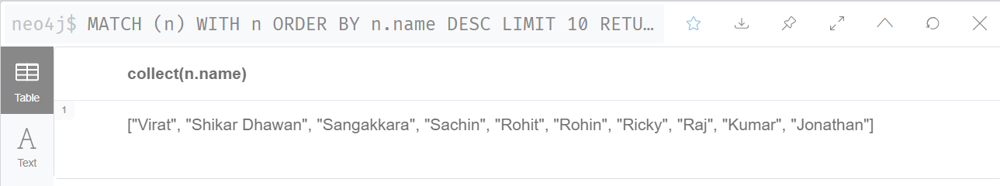 neo4j$ MATCH (n) WITH n ORDER BY n.name DESC LIMIT 10 RETU…
Table
collect(n.name)
1
["Virat", "Shikar Dhawan", "Sangakkara", "Sachin", "Rohit", "Rohin", "Ricky", "Raj", "Kumar", "Jonathan"]
A
Text